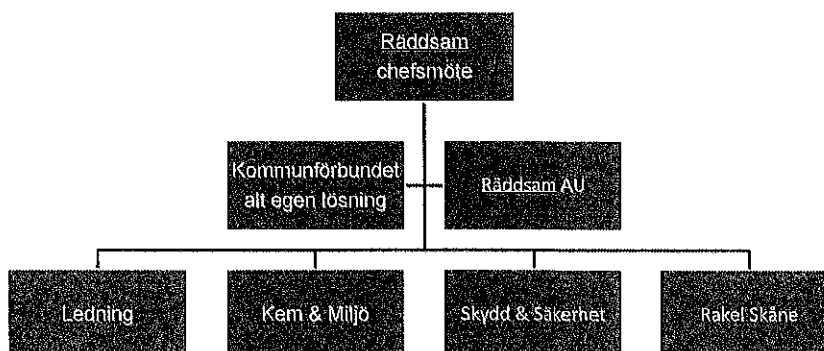 Räddsam
chefsmöte
Kommunförbundet
alt egen lösning
Räddsam AU
Ledning
Kem & Miljö
Skydd & Säkerhet
Rakel Skåne